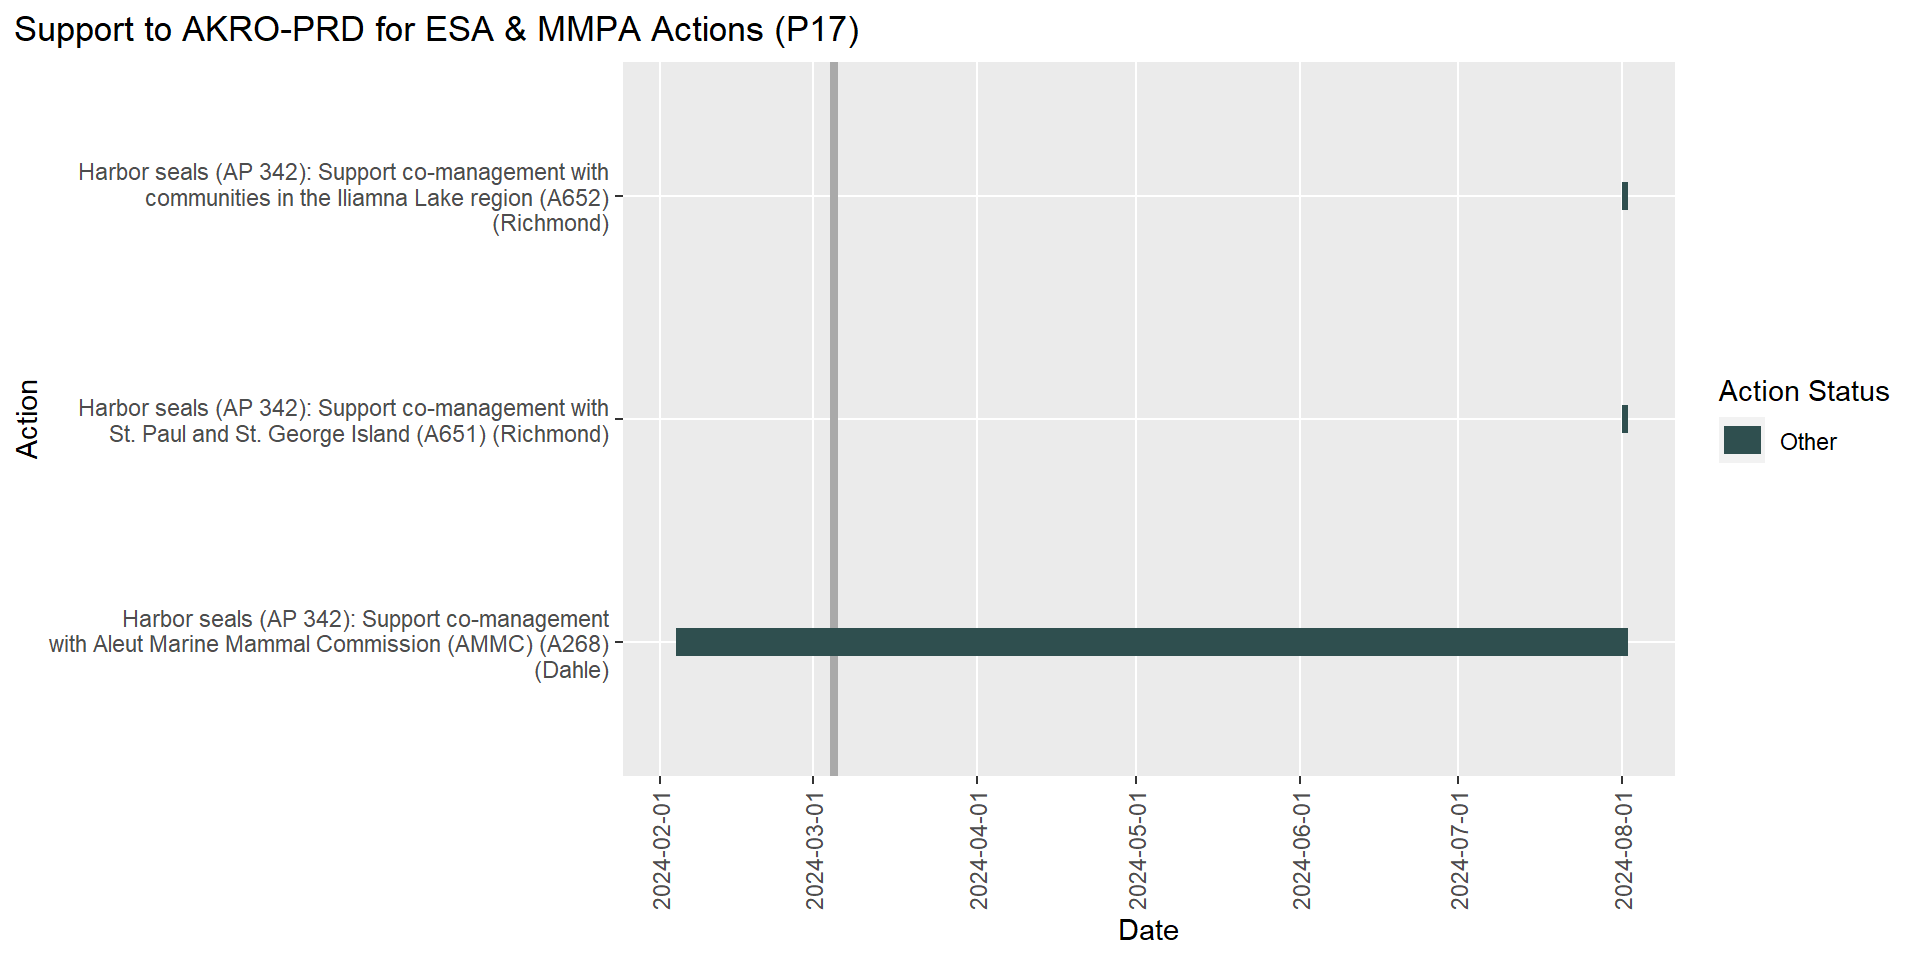 Support to AKRO-PRD for ESA & MMPA Actions (P17)
Action
Harbor seals (AP 342): Support co-management with
communities in the Iliamna Lake region (A652)
(Richmond)
Harbor seals (AP 342): Support co-management with
St. Paul and St. George Island (A651) (Richmond)
Harbor seals (AP 342): Support co-management
with Aleut Marine Mammal Commission (AMMC) (A268)
(Dahle)
2024-02-01
2024-03-01
2024-04-01
2024-05-01
2024-06-01
2024-07-01
2024-08-01
Date
Action Status
Other